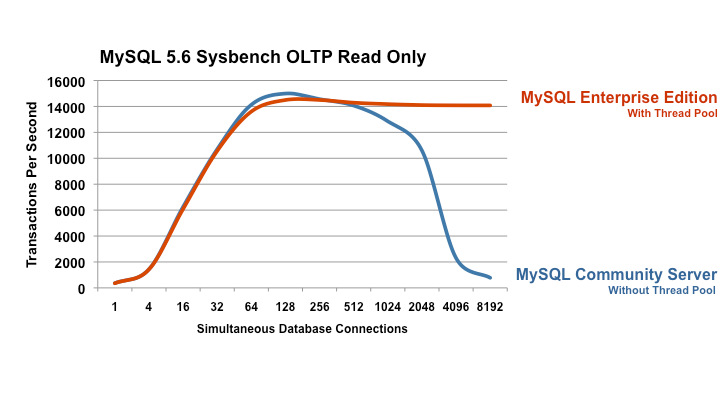 MySQL 5.6 Sysbench OLTP Read Only
Transactions Per Second
16000
14000
12000
10000
8000
6000
4000
2000
0
1 4 16 32 64 128 256 512 1024 2048 4096 8192
Simultaneous Database Connections
MySQL Enterprise Edition
With Thread Pool
MySQL Community Server
Without Thread Pool